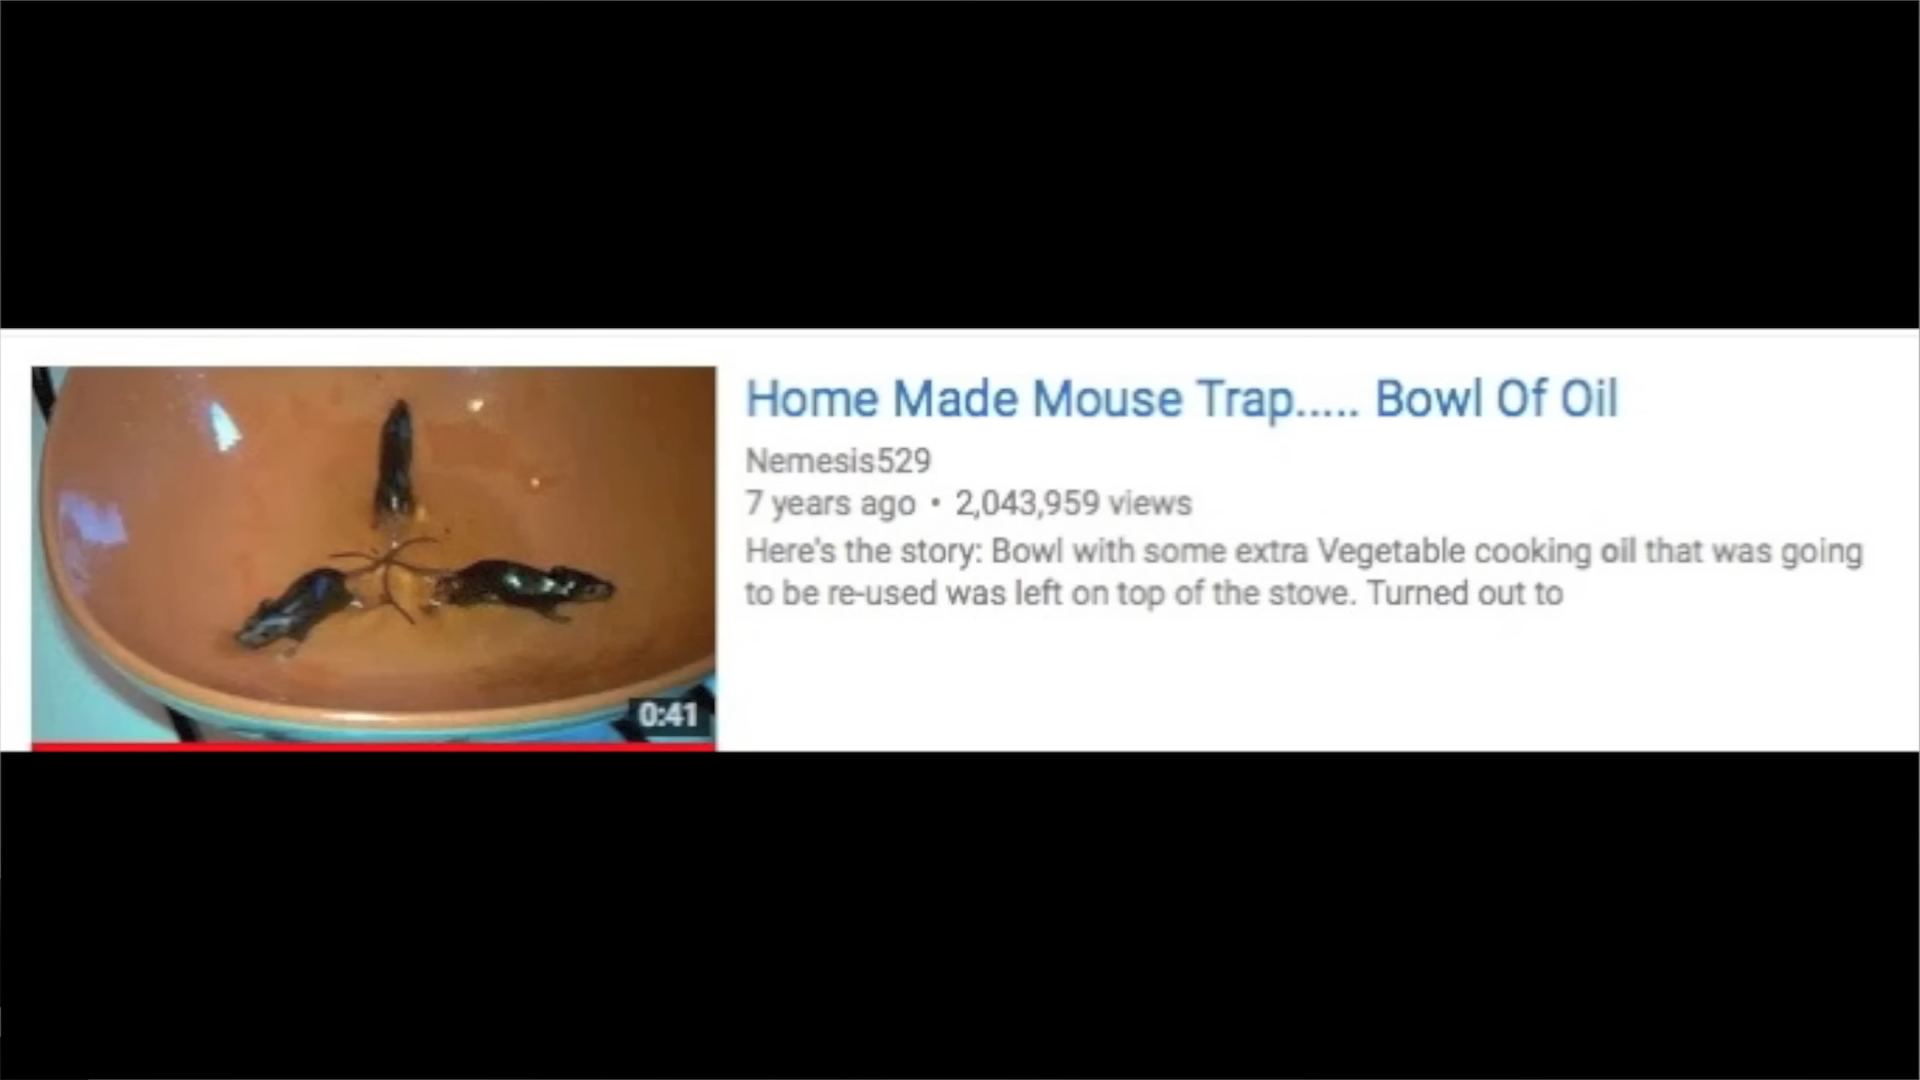 Home Made Mouse Trap..... Bowl Of Oil
Nemesis529
7 years ago • 2,043,959 views
Here's the story: Bowl with some extra Vegetable cooking oil that was going
to be re-used was left on top of the stove. Turned out to
0:41